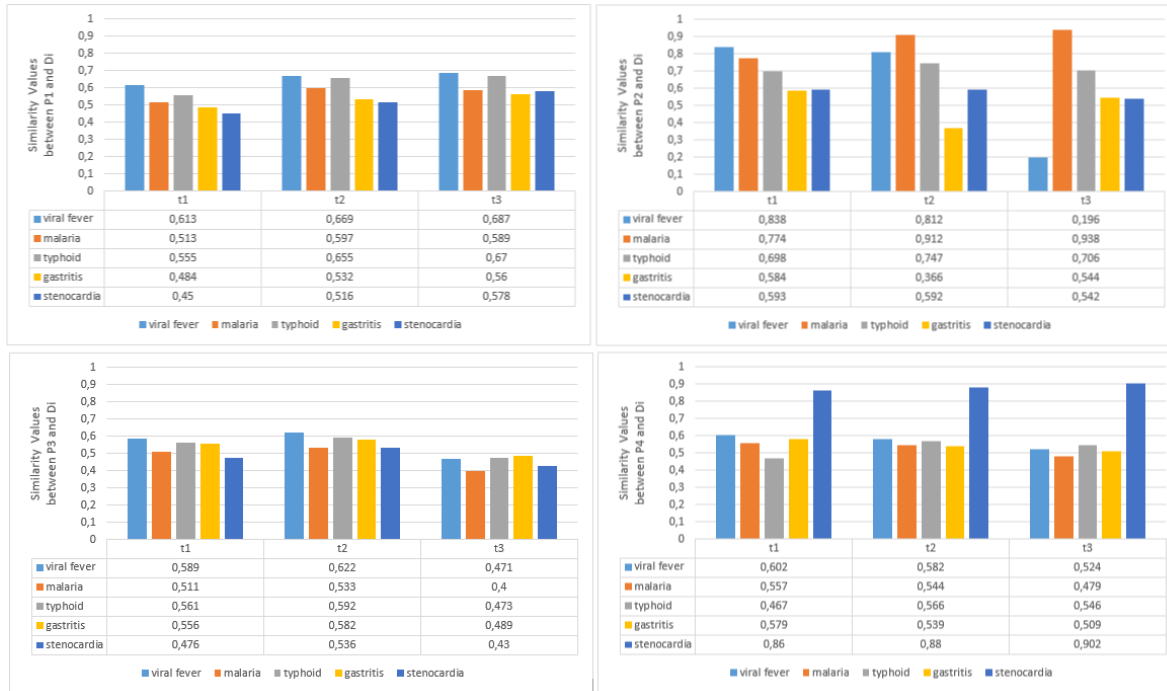 Similarity Values
between P1 and Di
1
0,9
0,8
0,7
0,6
0,5
0,4
0,3
0,2
0,1
0
t1 t2 t3
viral fever 0,613 0,669 0,687
malaria 0,513 0,597 0,589
typhoid 0,555 0,655 0,67
gastritis 0,484 0,532 0,56
stenocardia 0,45 0,516 0,578
viral fever malaria typhoid gastritis stenocardia
Similarity Values
between P2 and Di
1
0,9
0,8
0,7
0,6
0,5
0,4
0,3
0,2
0,1
0
t1 t2 t3
viral fever 0,838 0,812 0,196
malaria 0,774 0,912 0,938
typhoid 0,698 0,747 0,706
gastritis 0,584 0,366 0,544
stenocardia 0,593 0,592 0,542
viral fever malaria typhoid gastritis stenocardia
Similarity Values
between P3 and Di
1
0,9
0,8
0,7
0,6
0,5
0,4
0,3
0,2
0,1
0
t1 t2 t3
viral fever 0,589 0,622 0,471
malaria 0,511 0,533 0,4
typhoid 0,561 0,592 0,473
gastritis 0,556 0,582 0,489
stenocardia 0,476 0,536 0,43
viral fever malaria typhoid gastritis stenocardia
Similarity Values
between P4 and Di
1
0,9
0,8
0,7
0,6
0,5
0,4
0,3
0,2
0,1
0
t1 t2 t3
viral fever 0,602 0,582 0,524
malaria 0,557 0,544 0,479
typhoid 0,467 0,566 0,546
gastritis 0,579 0,539 0,509
stenocardia 0,86 0,88 0,902
viral fever malaria typhoid gastritis stenocardia